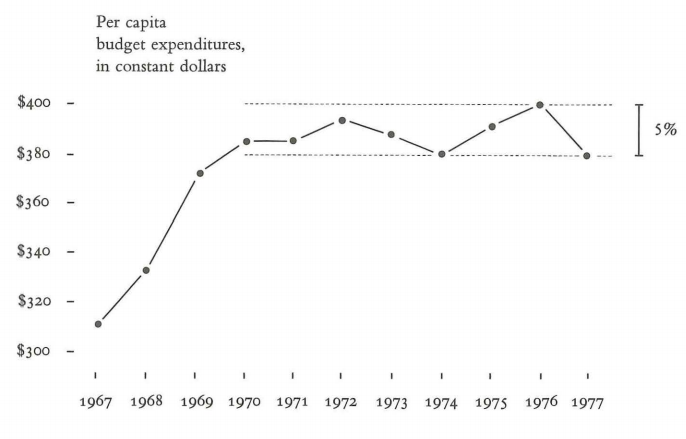 Per capita
budget expenditures,
in constant dollars
$400
5%
$380
$360
$340
$320
$300
1967 1968 1969 1970 1971 1972 1973 1974 1975 1976 1977